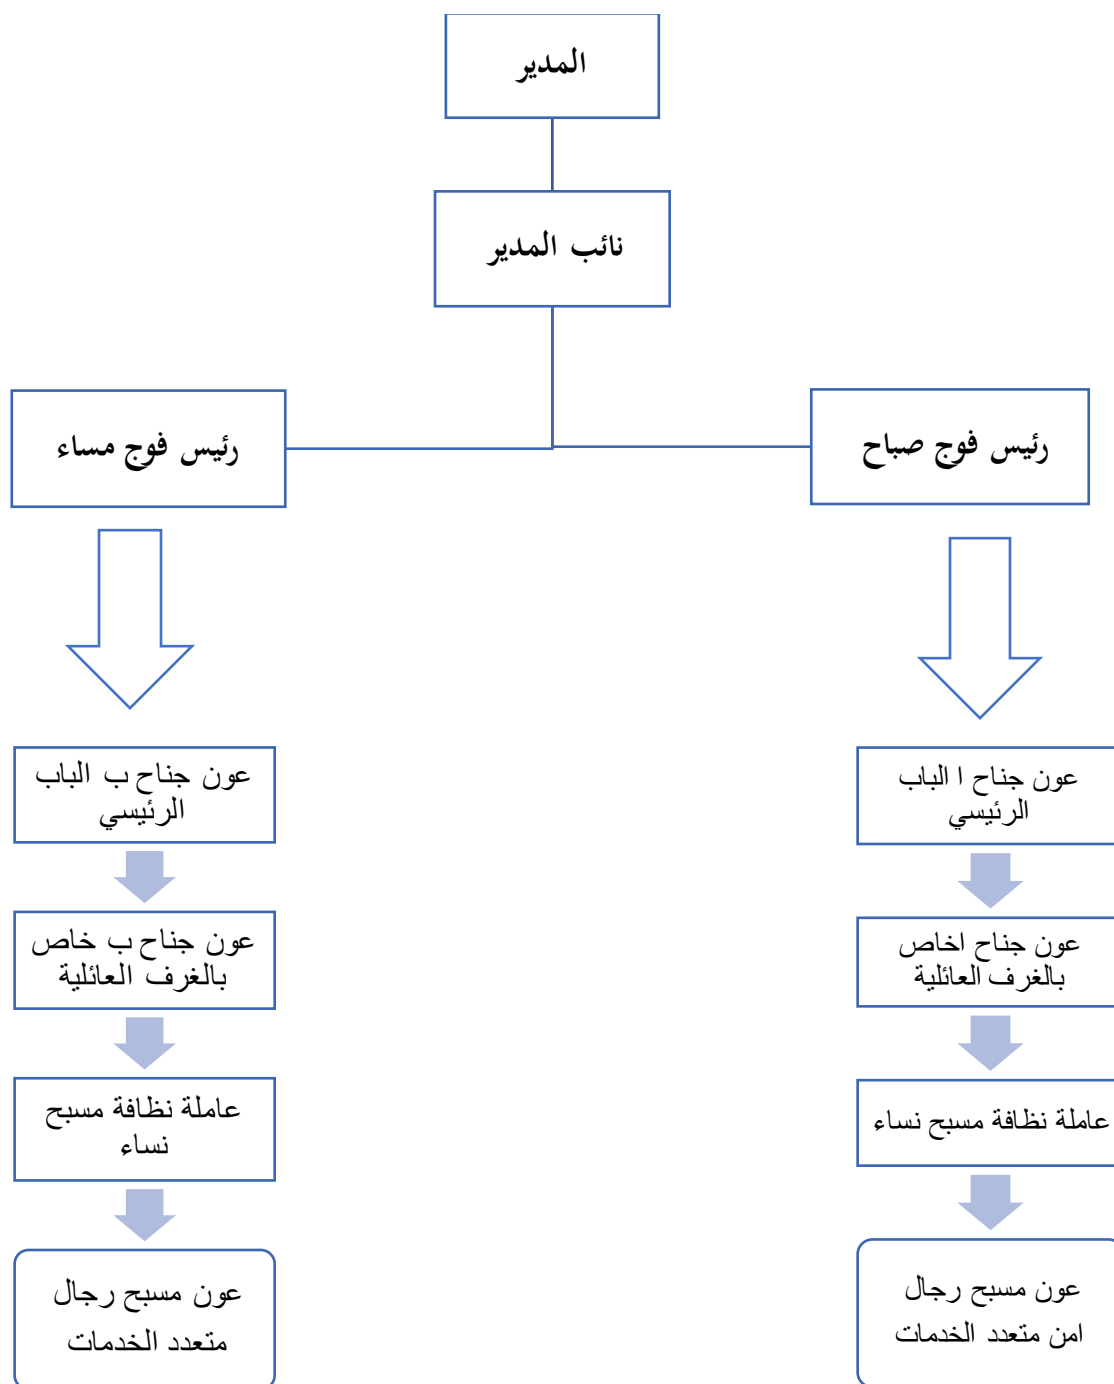 المدير
نائب المدير
رئيس فوج صباح
رئيس فوج مساء
عون جناح ا الباب
الرئيسي
عون جناح اخاص
بالغرف العائلية
عاملة نظافة مسبح نساء
عون مسبح رجال
امن متعدد الخدمات
عون جناح ب الباب
الرئيسي
عون جناح ب خاص
بالغرف العائلية
عاملة نظافة مسبح
نساء
عون مسبح رجال
متعدد الخدمات